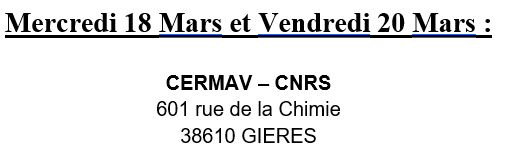 Mercredi 18 Mars et Vendredi 20 Mars :
CERMAV – CNRS
601 rue de la Chimie
38610 GIERES